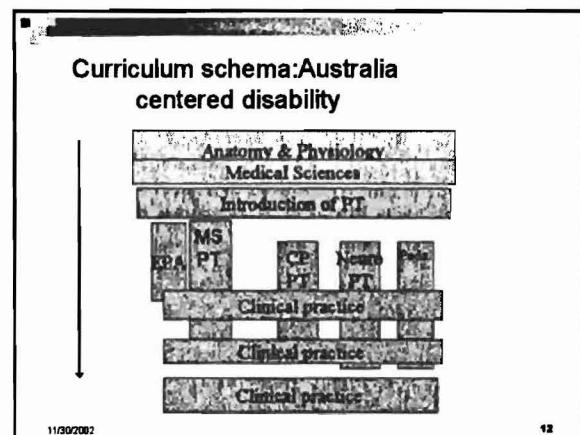 Curriculum schema:Australia
centered disability
Anatomy & Physiology
Medical Sciences
Introduction of PT
EPA
MS
PT
CP
PT
Neuro
PT
Clinical practice
Clinical practice
Clinical practice
11/30/2002
12